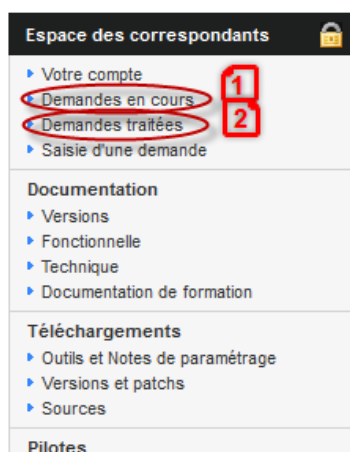 Espace des correspondants
Votre compte
Demandes en cours 1
Demandes traitées 2
Saisie d'une demande
Documentation
Versions
Fonctionnelle
Technique
Documentation de formation
Téléchargements
Outils et Notes de paramétrage
Versions et patchs
Sources
Pilotes